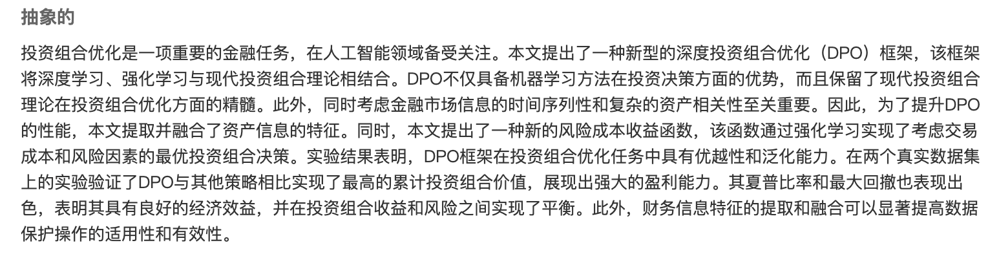 抽象的
投资组合优化是一项重要的金融任务，在人工智能领域备受关注。本文提出了一种新型的深度投资组合优化（DPO）框架，该框架
将深度学习、强化学习与现代投资组合理论相结合。DPO不仅具备机器学习方法在投资决策方面的优势，而且保留了现代投资组合
理论在投资组合优化方面的精髓。此外，同时考虑金融市场信息的时间序列性和复杂的资产相关性至关重要。因此，为了提升DPO
的性能，本文提取并融合了资产信息的特征。同时，本文提出了一种新的风险成本收益函数，该函数通过强化学习实现了考虑交易
成本和风险因素的最优投资组合决策。实验结果表明，DPO框架在投资组合优化任务中具有优越性和泛化能力。在两个真实数据集
上的实验验证了DPO与其他策略相比实现了最高的累计投资组合价值，展现出强大的盈利能力。其夏普比率和最大回撤也表现出
色，表明其具有良好的经济效益，并在投资组合收益和风险之间实现了平衡。此外，财务信息特征的提取和融合可以显著提高数据
保护操作的适用性和有效性。